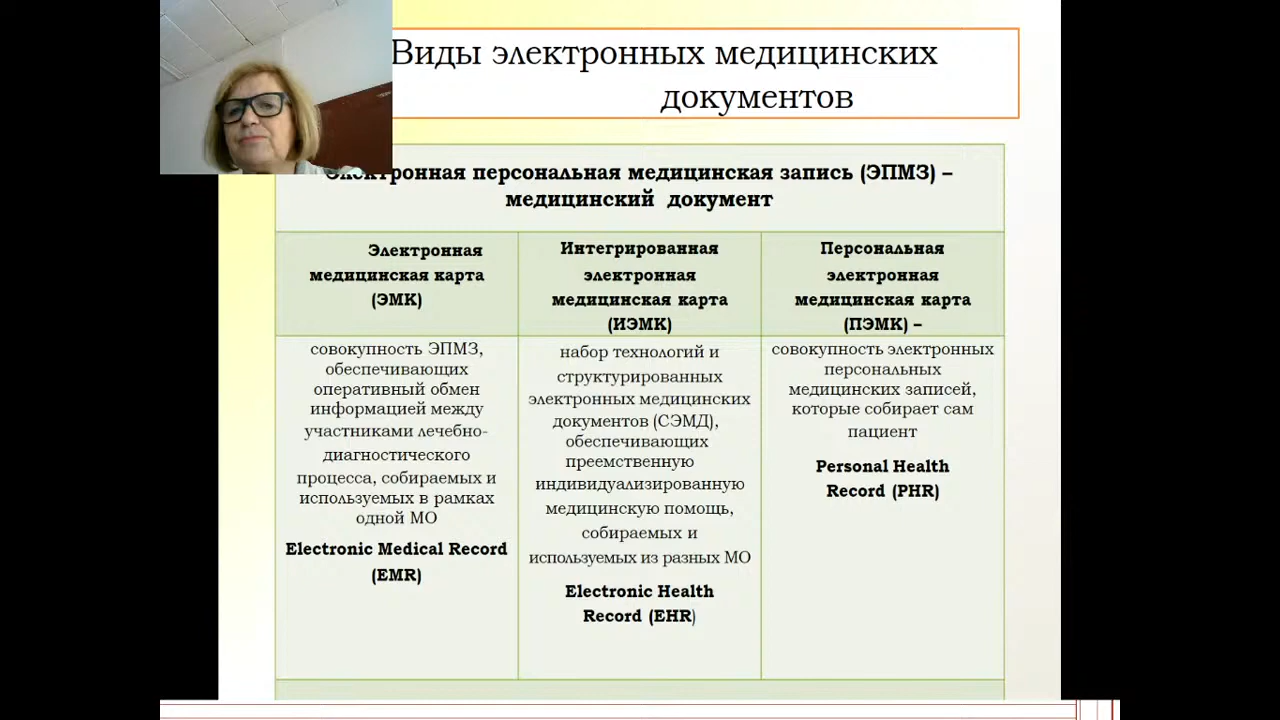 Виды электронных медицинских
документов
Электронная персональная медицинская запись (ЭПМЗ) –
медицинский документ
Электронная
медицинская карта
(ЭМК)
Интегрированная
электронная
медицинская карта
(ИЭМК)
Персональная
электронная
медицинская карта
(ПЭМК) –
совокупность ЭПМЗ,
обеспечивающих
оперативный обмен
информацией между
участниками лечебно-
диагностического
процесса, собираемых и
используемых в рамках
одной МО
Electronic Medical Record
(EMR)
набор технологий и
структурированных
электронных медицинских
документов (СЭМД),
обеспечивающих
преемственную
индивидуализированную
медицинскую помощь,
собираемых и
используемых из разных МО
Electronic Health
Record (EHR)
совокупность электронных
персональных
медицинских записей,
которые собирает сам
пациент
Personal Health
Record (PHR)